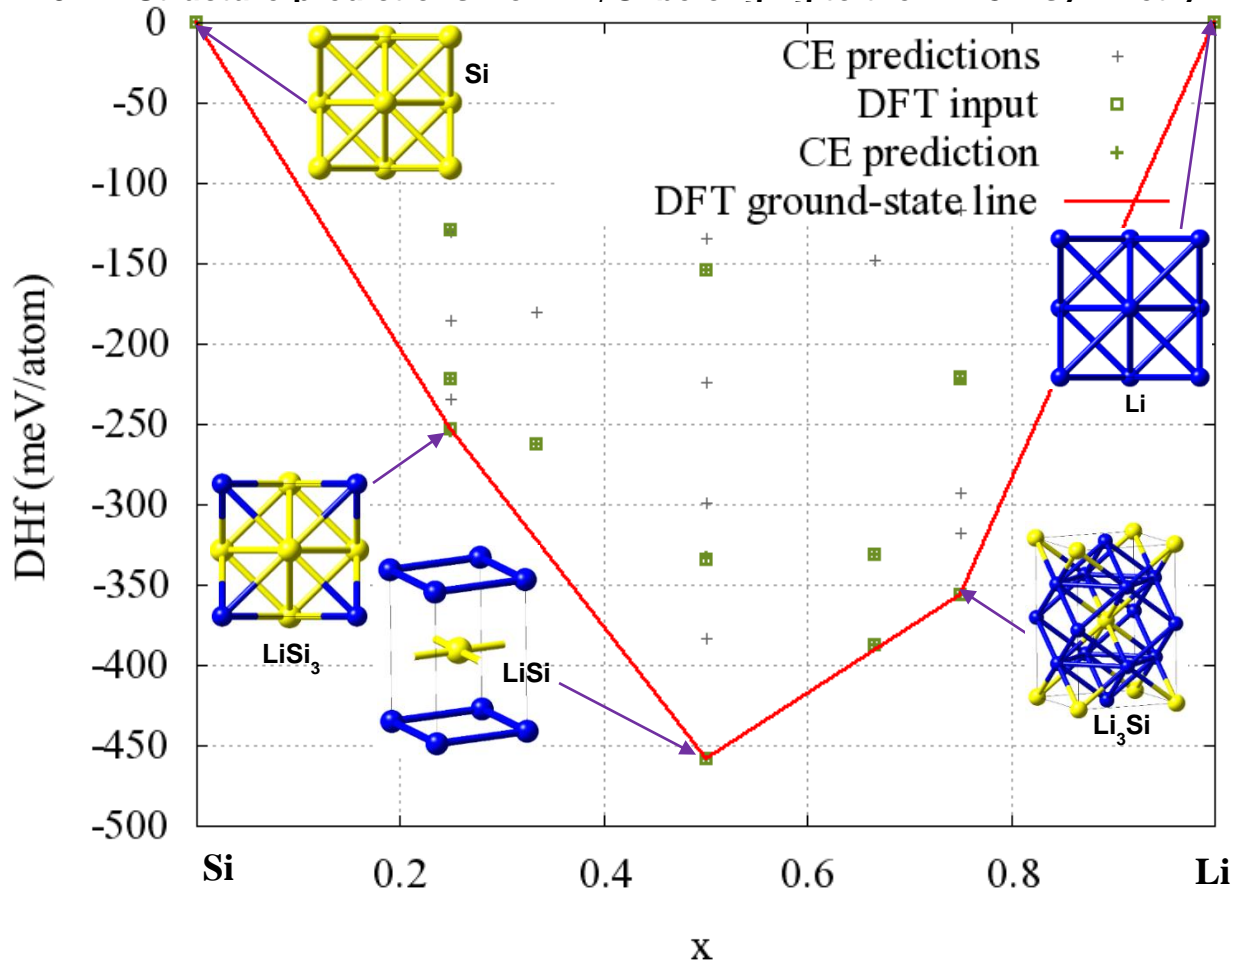 0
-50
-100
-150
-200
-250
-300
-350
-400
-450
-500
DHf (meV/atom)
CE predictions
DFT input
CE prediction
DFT ground-state line
Si
Li
LiSi3
LiSi
Li3Si
Si
0.2
0.4
0.6
0.8
Li
x